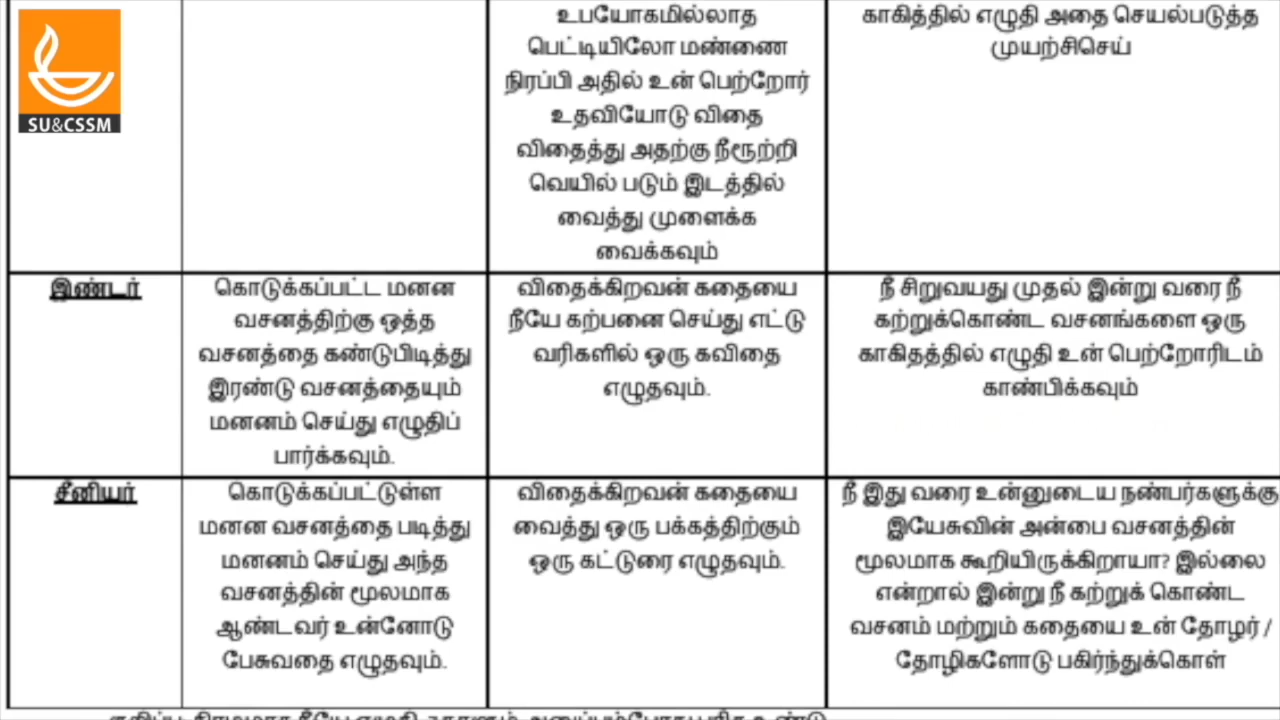 SU&CSSM
உபயோகமில்லாத
பெட்டியிலோ மண்ணை
நிரப்பி அதில் உன் பெற்றோர்
உதவியோடு விதை
விதைத்து அதற்கு நீரூற்றி
வெயில் படும் இடத்தில்
வைத்து முளைக்க
வைக்கவும்
காகித்தில் எழுதி அதை செயல்படுத்த
முயற்சிசெய்
இண்டர்
கொடுக்கப்பட்ட மனன
வசனத்திற்கு ஒத்த
வசனத்தை கண்டுபிடித்து
இரண்டு வசனத்தையும்
மனனம் செய்து எழுதிப்
பார்க்கவும்.
விதைக்கிறவன் கதையை
நீயே கற்பனை செய்து எட்டு
வரிகளில் ஒரு கவிதை
எழுதவும்.
நீ சிறுவயது முதல் இன்று வரை நீ
கற்றுக்கொண்ட வசனங்களை ஒரு
காகிதத்தில் எழுதி உன் பெற்றோரிடம்
காண்பிக்கவும்
சீனியர்
கொடுக்கப்பட்டுள்ள
மனன வசனத்தை படித்து
மனனம் செய்து அந்த
வசனத்தின் மூலமாக
ஆண்டவர் உன்னோடு
பேசுவதை எழுதவும்.
விதைக்கிறவன் கதையை
வைத்து ஒரு பக்கத்திற்கும்
ஒரு கட்டுரை எழுதவும்.
நீ இது வரை உன்னுடைய நண்பர்களுக்கு
இயேசுவின் அன்பை வசனத்தின்
மூலமாக கூறியிருக்கிறாயா? இல்லை
என்றால் இன்று நீ கற்றுக் கொண்ட
வசனம் மற்றும் கதையை உன் தோழர் /
தோழிகளோடு பகிர்ந்துக்கொள்